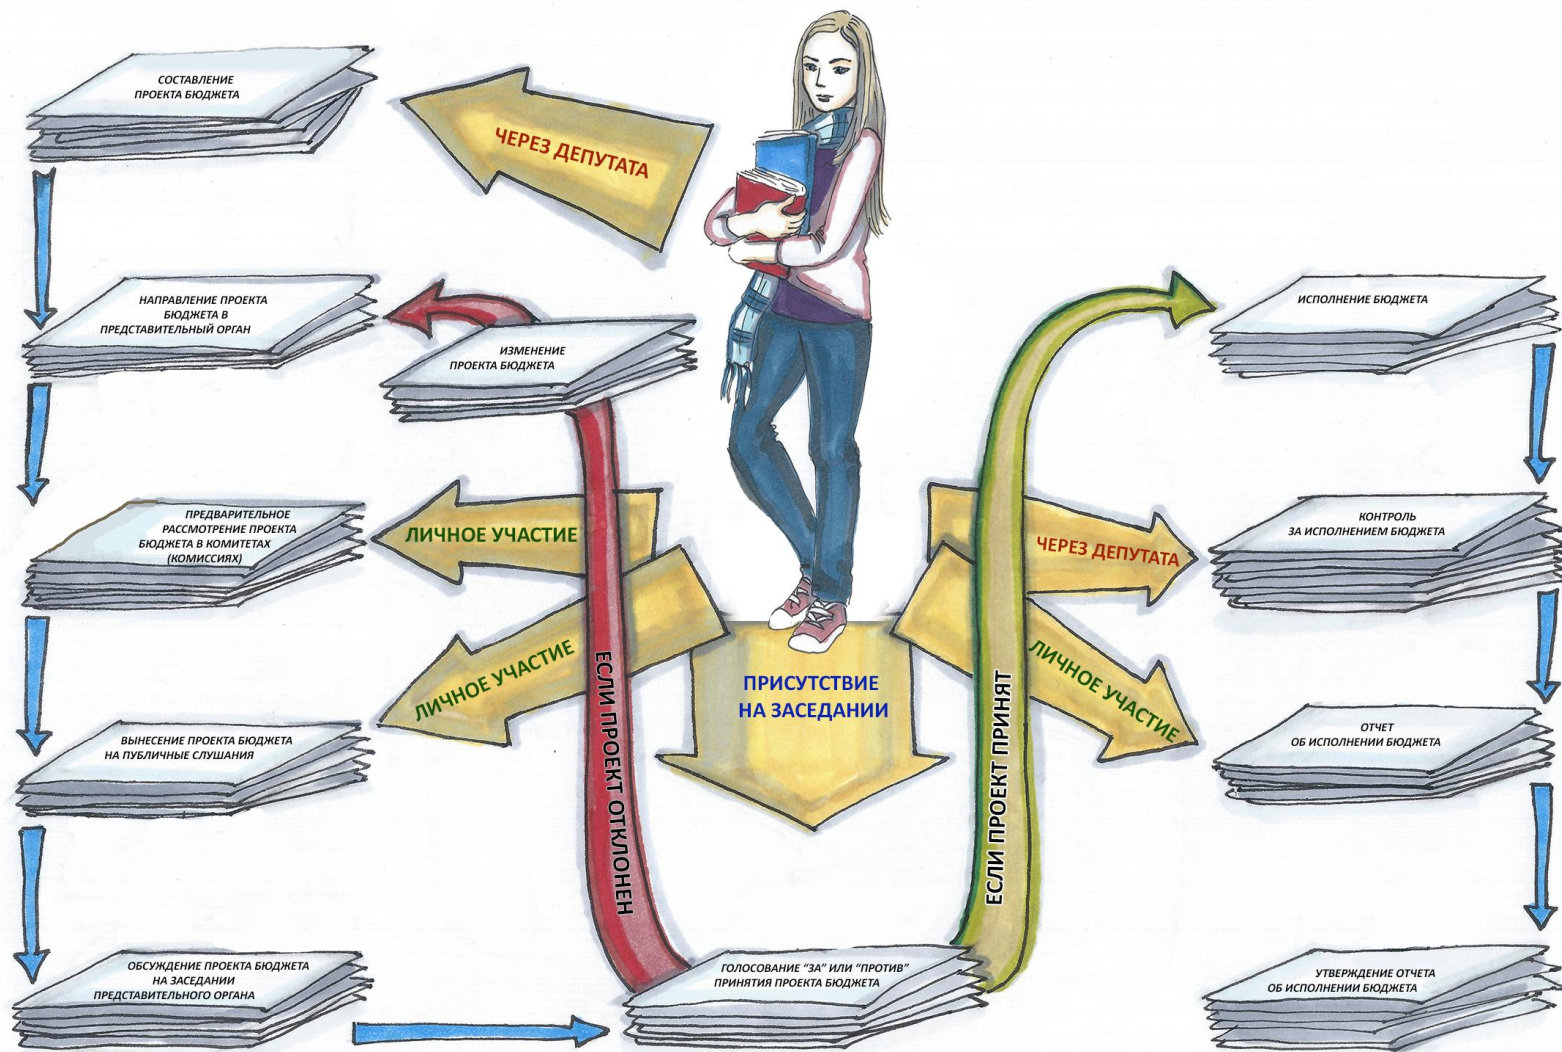 СОСТАВЛЕНИЕ
ПРОЕКТА БЮДЖЕТА
ЧЕРЕЗ ДЕПУТАТА
НАПРАВЛЕНИЕ ПРОЕКТА
БЮДЖЕТА В
ПРЕДСТАВИТЕЛЬНЫЙ ОРГАН
ИЗМЕНЕНИЕ
ПРОЕКТА БЮДЖЕТА
ИСПОЛНЕНИЕ БЮДЖЕТА
ПРЕДВАРИТЕЛЬНОЕ
РАССМОТРЕНИЕ ПРОЕКТА
БЮДЖЕТА В КОМИТЕТАХ
(КОМИССИЯХ)
ЛИЧНОЕ УЧАСТИЕ
ЧЕРЕЗ ДЕПУТАТА
КОНТРОЛЬ
ЗА ИСПОЛНЕНИЕМ БЮДЖЕТА
ЛИЧНОЕ УЧАСТИЕ
ЕСЛИ ПРОЕКТ ОТКЛОНЕН
ПРИСУТСТВИЕ
НА ЗАСЕДАНИИ
ЕСЛИ ПРОЕКТ ПРИНЯТ
ЛИЧНОЕ УЧАСТИЕ
ВЫНЕСЕНИЕ ПРОЕКТА БЮДЖЕТА
НА ПУБЛИЧНЫЕ СЛУШАНИЯ
ОТЧЕТ
ОБ ИСПОЛНЕНИИ БЮДЖЕТА
ОБСУЖДЕНИЕ ПРОЕКТА БЮДЖЕТА
НА ЗАСЕДАНИИ
ПРЕДСТАВИТЕЛЬНОГО ОРГАНА
ГОЛОСОВАНИЕ "ЗА" ИЛИ "ПРОТИВ"
ПРИНЯТИЯ ПРОЕКТА БЮДЖЕТА
УТВЕРЖДЕНИЕ ОТЧЕТА
ОБ ИСПОЛНЕНИИ БЮДЖЕТА